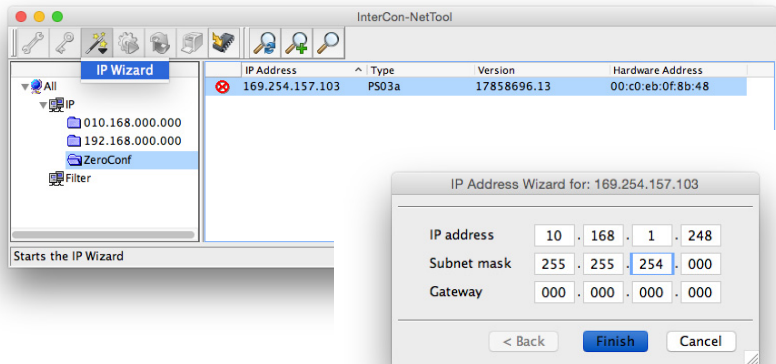 InterCon-NetTool
IP Wizard
IP Address Type Version Hardware Address
All
169.254.157.103 PS03a 17858696.13 00:c0:eb:0f:8b:48
IP
010.168.000.000
192.168.000.000
ZeroConf
Filter
Starts the IP Wizard
IP Address Wizard for: 169.254.157.103
IP address 10 . 168 . 1 . 248
Subnet mask 255 . 255 . 254 . 000
Gateway 000 . 000 . 000 . 000
< Back Finish Cancel